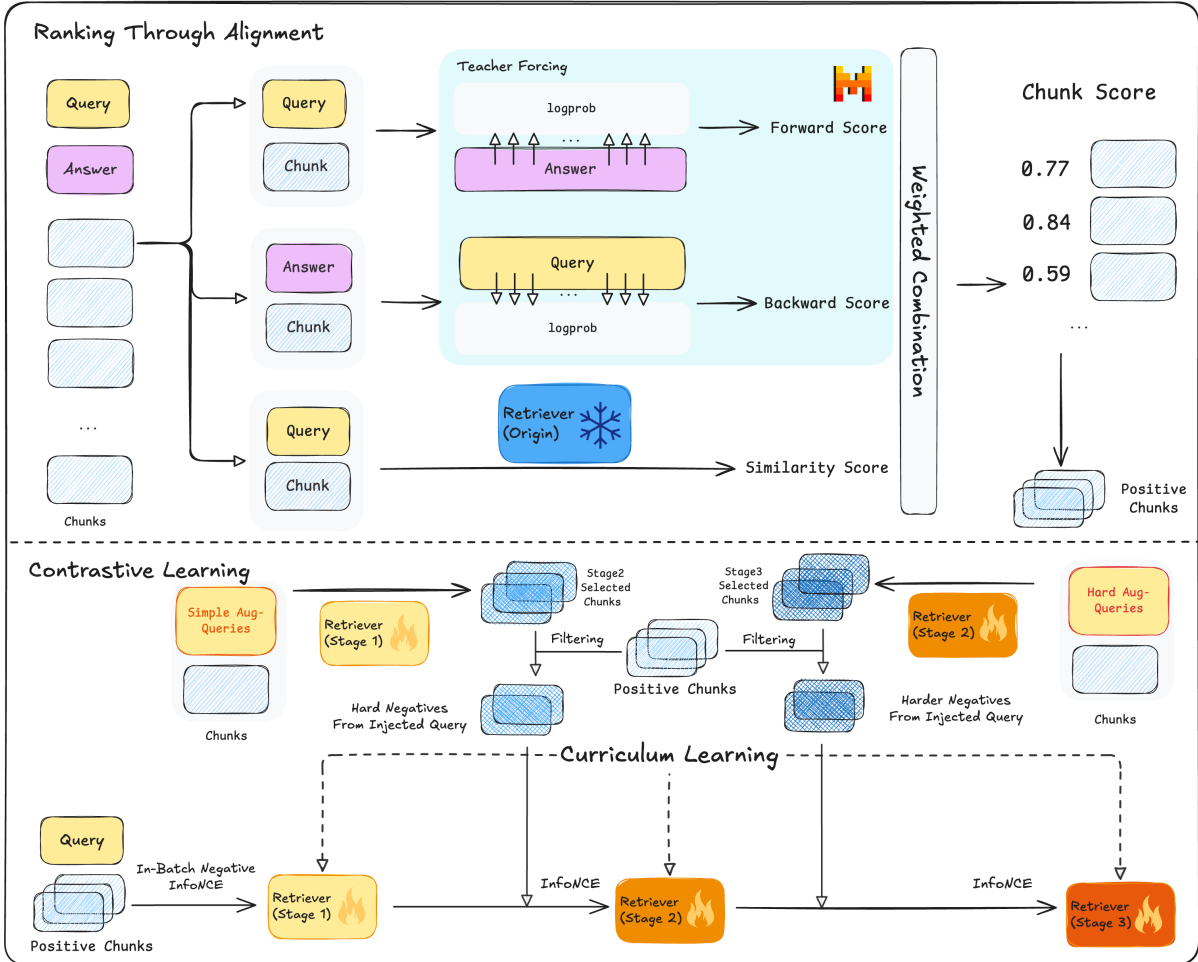 Ranking Through Alignment
Query
Answer
...
Chunks
Query
Chunk
Answer
Chunk
Query
Chunk
Teacher Forcing
logprob
...
Answer
Forward Score
Query
...
logprob
Backward Score
Retriever
(Origin)
Similarity Score
Weighted Combination
Chunk Score
0.77
0.84
0.59
...
Positive
Chunks
Contrastive Learning
Simple Aug-
Queries
Chunks
Retriever
(Stage 1)
Stage2
Selected
Chunks
Filtering
Hard Negatives
From Injected Query
Positive Chunks
Stage3
Selected
Chunks
Filtering
Harder Negatives
From Injected Query
Retriever
(Stage 2)
Hard Aug-
Queries
Chunks
Curriculum Learning
Query
Positive Chunks
In-Batch Negative
InfoNCE
Retriever
(Stage 1)
InfoNCE
Retriever
(Stage 2)
InfoNCE
Retriever
(Stage 3)